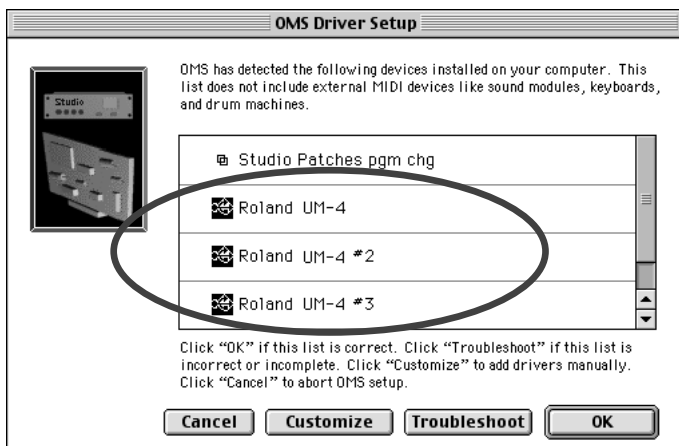 OMS Driver Setup
OMS has detected the following devices installed on your computer. This
list does not include external MIDI devices like sound modules, keyboards,
and drum machines.
Studio
Studio Patches pgm chg
Roland UM-4
Roland UM-4 #2
Roland UM-4 #3
Click “OK” if this list is correct. Click “Troubleshoot” if this list is
incorrect or incomplete. Click “Customize” to add drivers manually.
Click “Cancel” to abort OMS setup.
Cancel Customize Troubleshoot OK